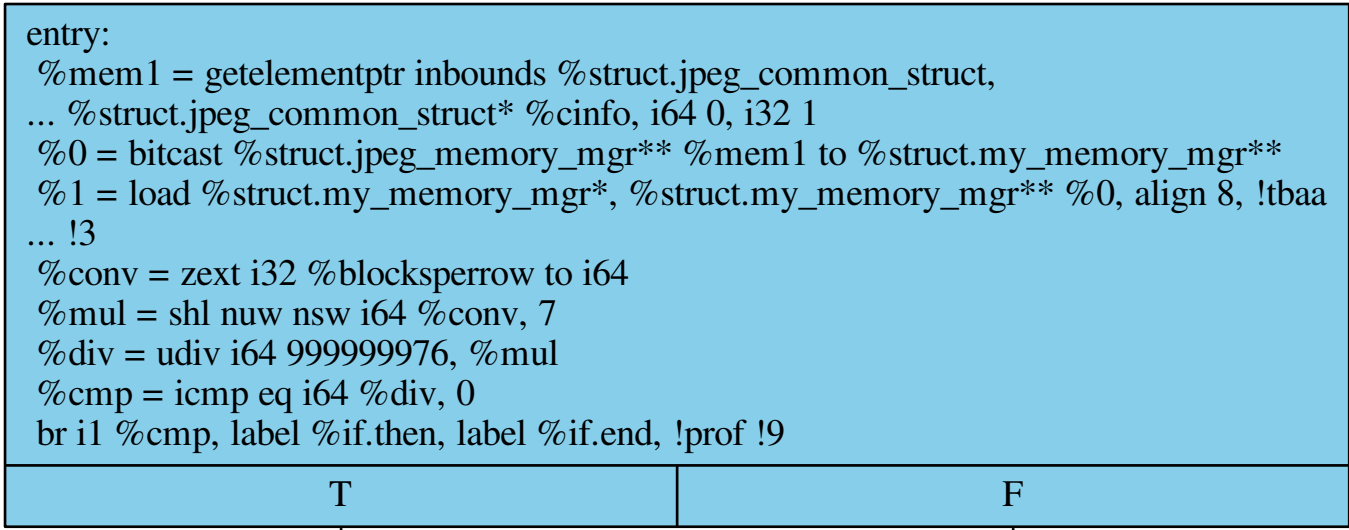 entry:
%mem1 = getelementptr inbounds %struct.jpeg_common_struct,
... %struct.jpeg_common_struct* %cinfo, i64 0, i32 1
%0 = bitcast %struct.jpeg_memory_mgr** %mem1 to %struct.my_memory_mgr**
%1 = load %struct.my_memory_mgr*, %struct.my_memory_mgr** %0, align 8, !tbaa
... !3
%conv = zext i32 %blocksperrow to i64
%mul = shl nuw nsw i64 %conv, 7
%div = udiv i64 999999976, %mul
%cmp = icmp eq i64 %div, 0
br i1 %cmp, label %if.then, label %if.end, !prof !9
T F